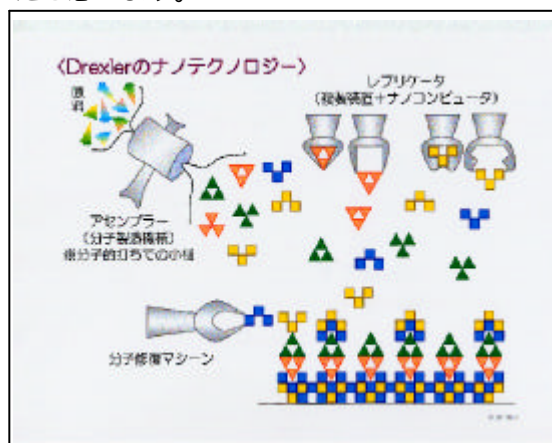 〈Drexlerのナノテクノロジー〉
原料
レプリケータ
(複製装置+ナノコンピュータ)
アセンブラー
(分子製造機械)
分子修復マシーン